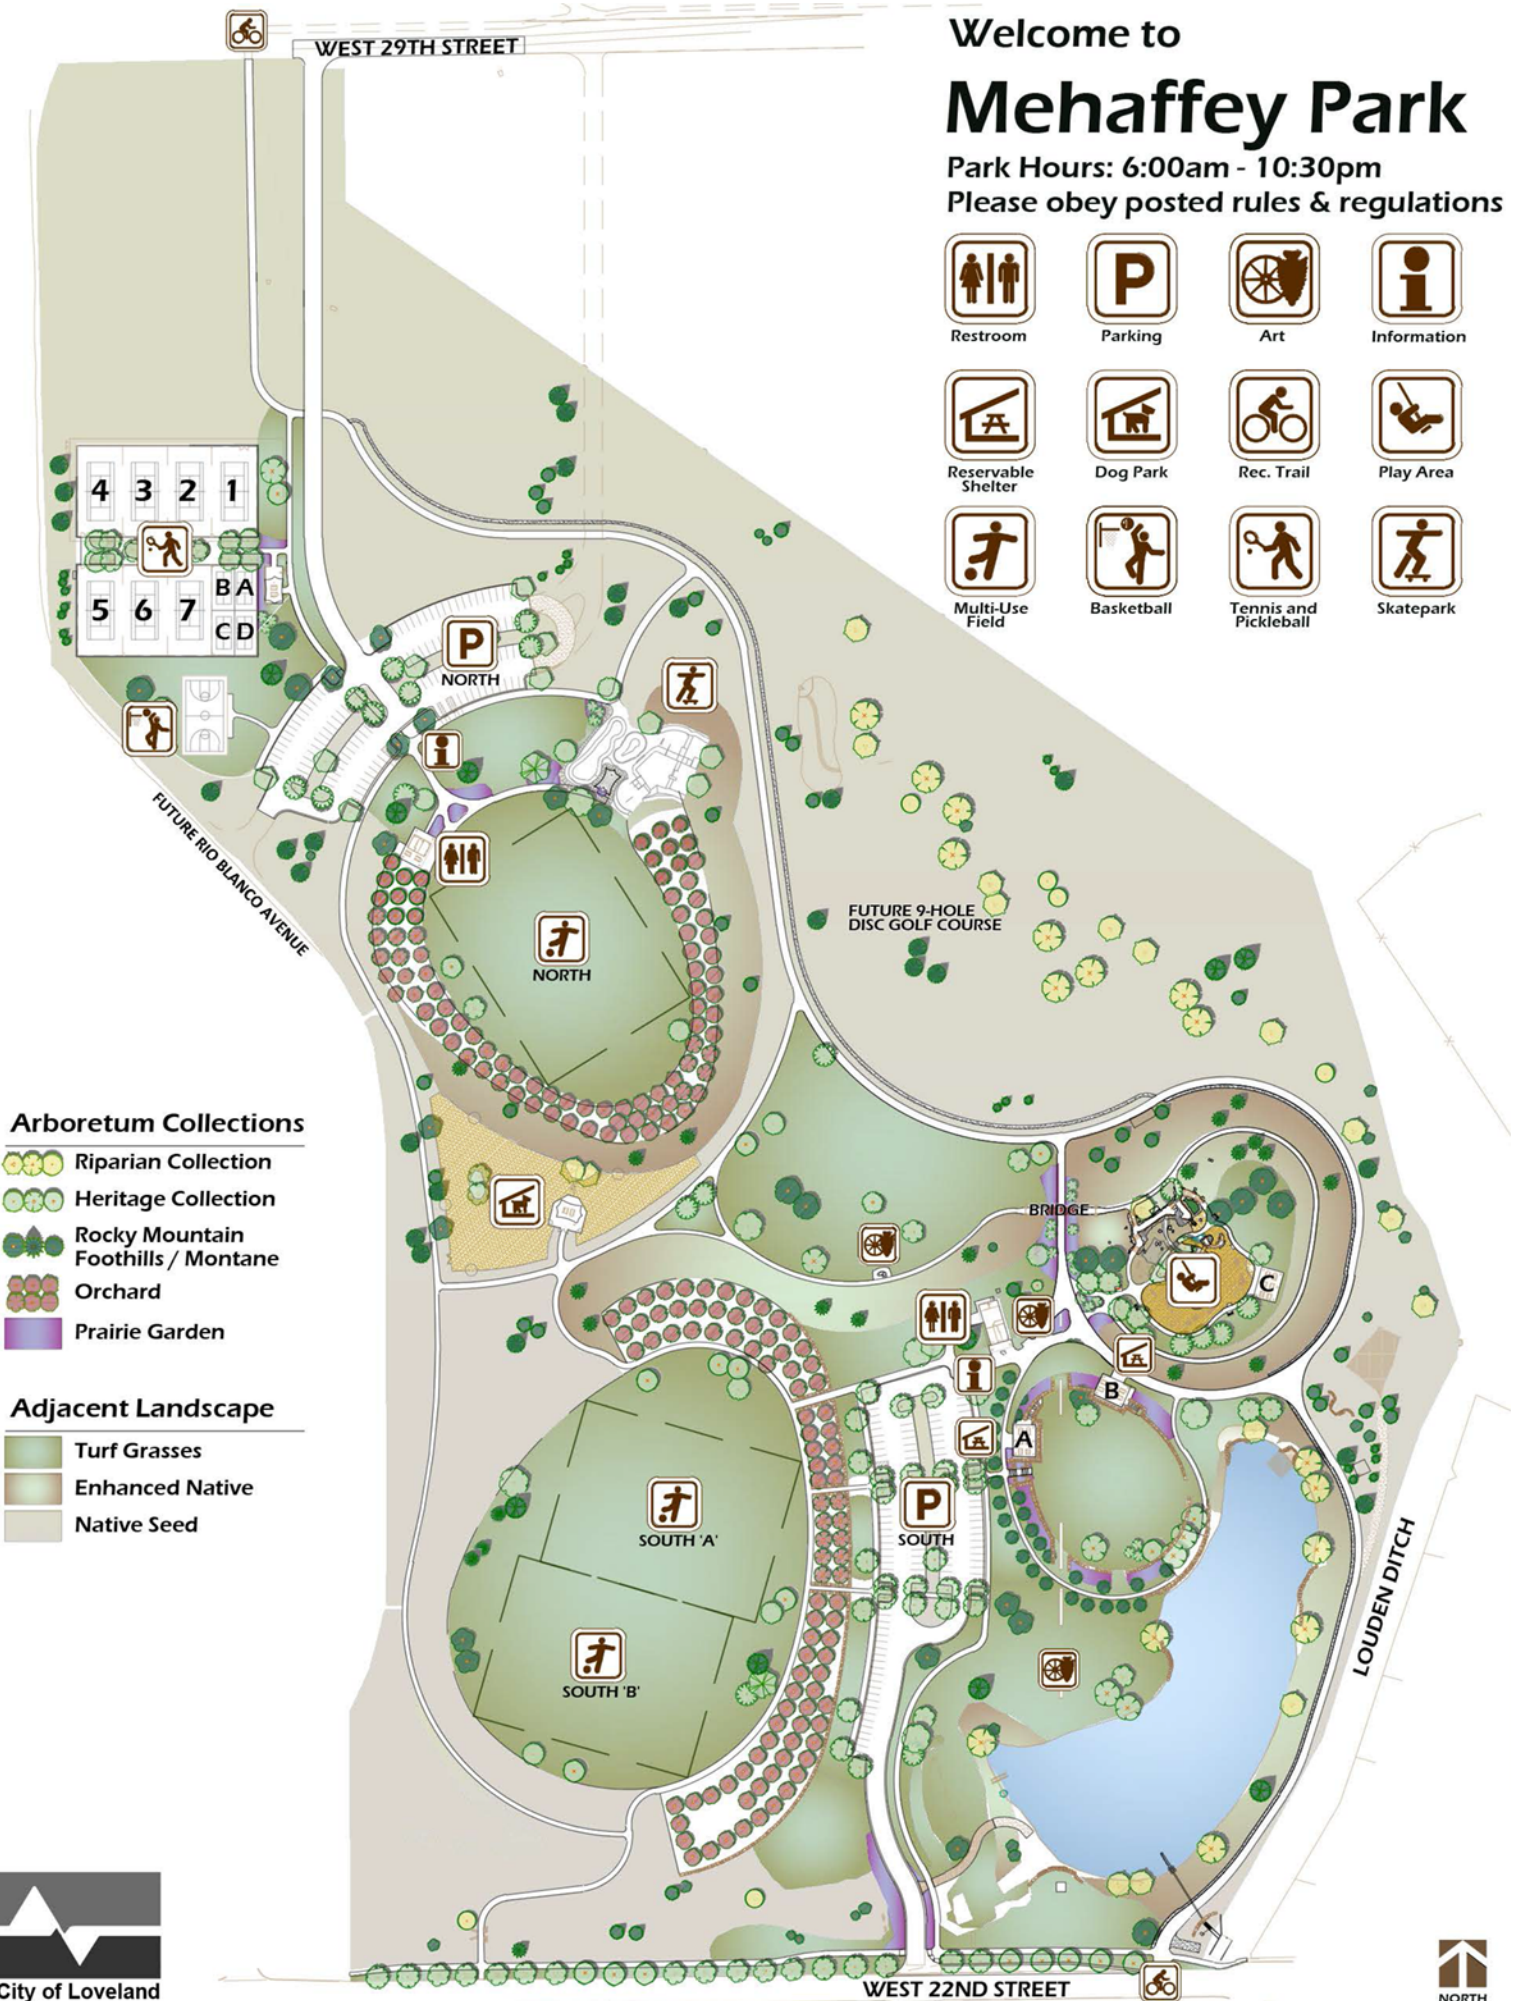 WEST 29TH STREET
Welcome to
Mehaffey Park
Park Hours: 6:00am - 10:30pm
Please obey posted rules & regulations
Restroom
P
Parking
Art
Information
Reservable
Shelter
Dog Park
Rec. Trail
Play Area
Multi-Use
Field
Basketball
Tennis and
Pickleball
Skatepark
4 3 2 1
5 6 7
B A
C D
P
NORTH
FUTURE RIO BLANCO AVENUE
NORTH
FUTURE 9-HOLE
DISC GOLF COURSE
Arboretum Collections
Riparian Collection
Heritage Collection
Rocky Mountain
Foothills / Montane
Orchard
Prairie Garden
Adjacent Landscape
Turf Grasses
Enhanced Native
Native Seed
BRIDGE
C
B
A
P
SOUTH
SOUTH 'A'
SOUTH 'B'
LOUDEN DITCH
WEST 22ND STREET
City of Loveland
NORTH